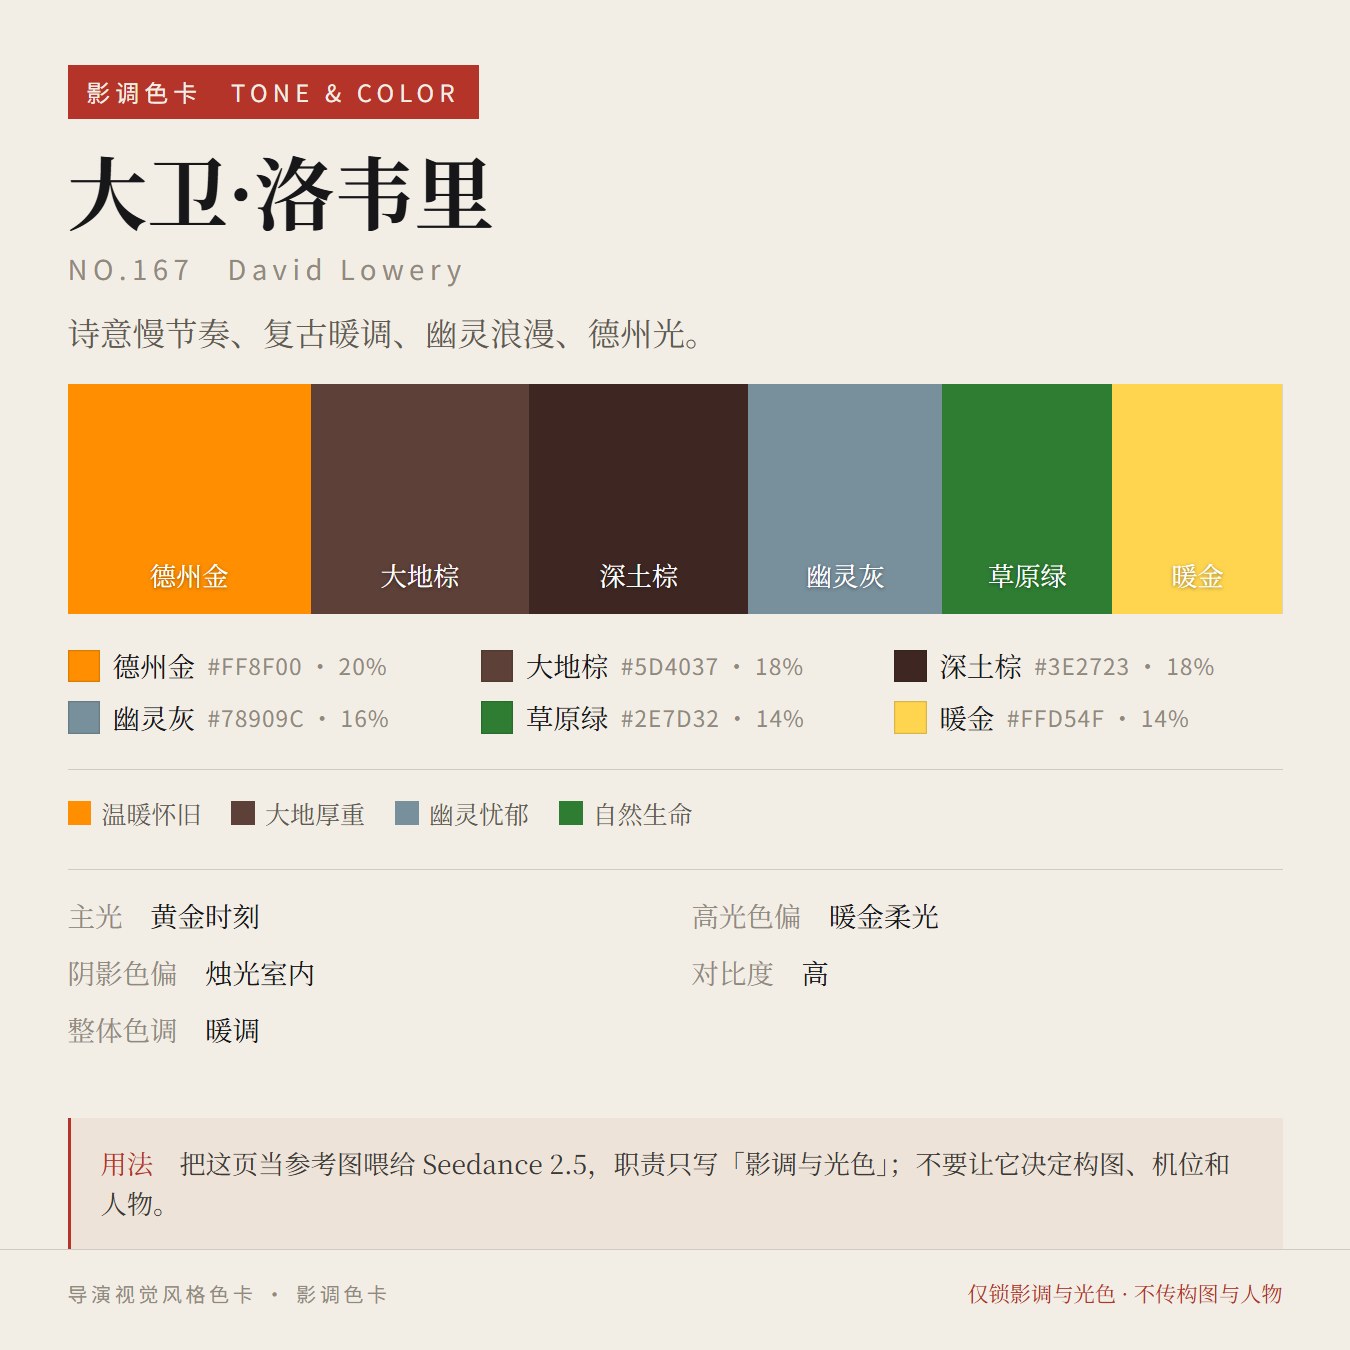 影调色卡 TONE & COLOR
大卫·洛韦里
NO.167 David Lowery
诗意慢节奏、复古暖调、幽灵浪漫、德州光。
德州金 大地棕 深土棕 幽灵灰 草原绿 暖金
德州金 #FF8F00 • 20% 大地棕 #5D4037 • 18% 深土棕 #3E2723 • 18%
幽灵灰 #78909C • 16% 草原绿 #2E7D32 • 14% 暖金 #FFD54F • 14%
温暖怀旧 大地厚重 幽灵忧郁 自然生命
主光 黄金时刻 高光色偏 暖金柔光
阴影色偏 烛光室内 对比度 高
整体色调 暖调
用法 把这页当参考图喂给 Seedance 2.5，职责只写「影调与光色」；不要让它决定构图、机位和
人物。
导演视觉风格色卡 • 影调色卡 仅锁影调与光色 · 不传构图与人物